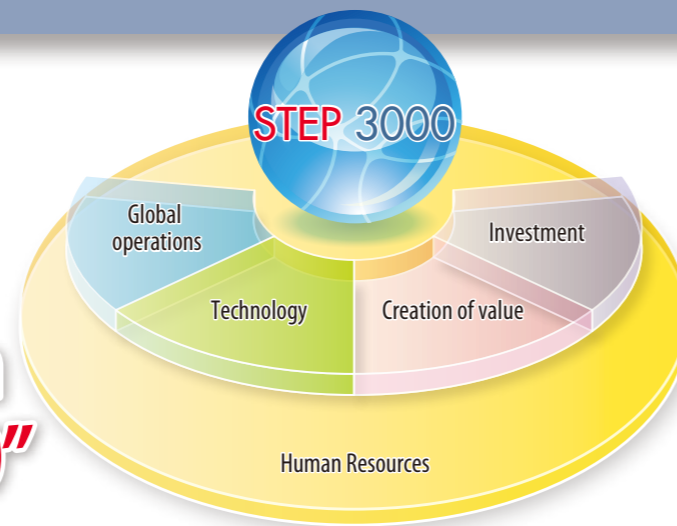 STEP 3000
Global
operations
Investment
Technology
Creation of value
Human Resources